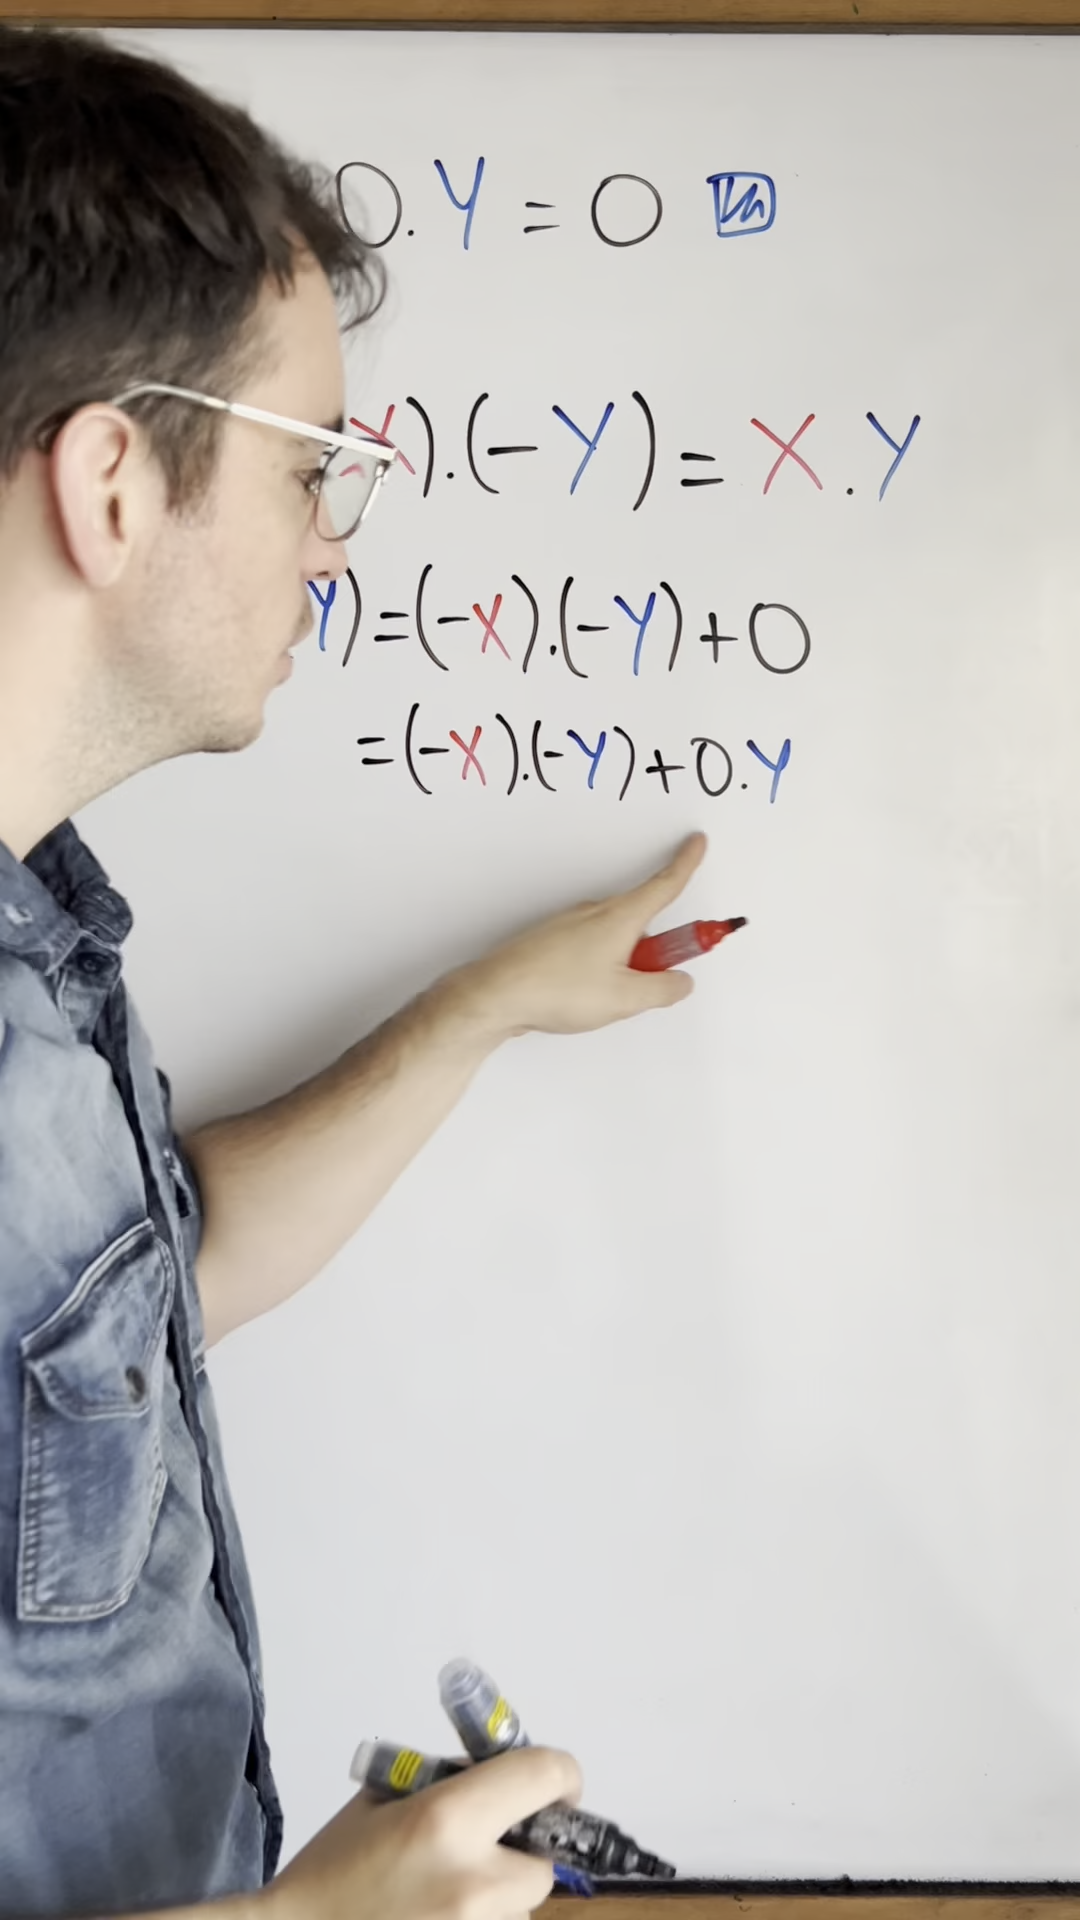 0.Y = 0
X).(-Y) = X.Y
Y) = (-X).(-Y) + 0
= (-X).(-Y) + 0.Y